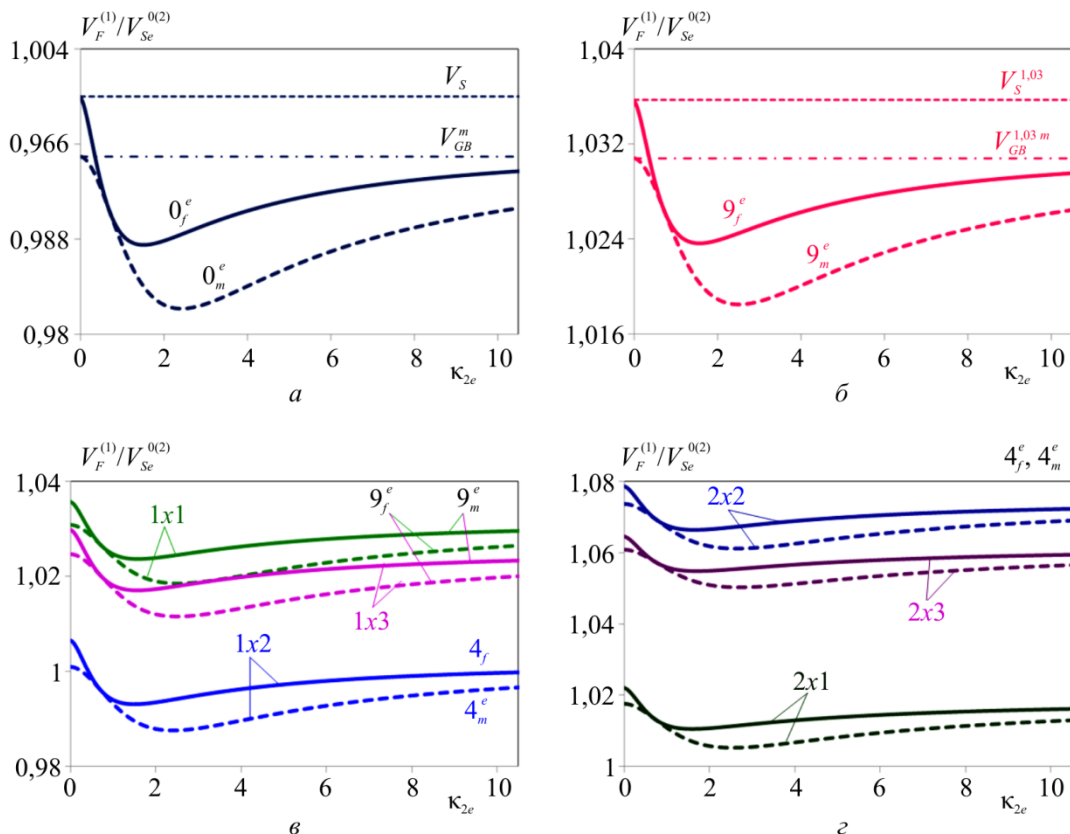 V_F^(1)/V_Se^0(2)
1,004
V_S
0,966
V_GB^m
0_f^e
0,988
0_m^e
0,98
0 2 4 6 8 10
κ_2e
а
V_F^(1)/V_Se^0(2)
1,04
V_S^1,03
1,032
V_GB^1,03 m
9_f^e
1,024
9_m^e
1,016
0 2 4 6 8 10
κ_2e
б
V_F^(1)/V_Se^0(2)
1,04
1x1 9_f^e 9_m^e
1,02
1x3
1x2
4_f
1
4_m^e
0,98
0 2 4 6 8 10
κ_2e
в
V_F^(1)/V_Se^0(2) 4_f^e, 4_m^e
1,08
2x2
1,06
2x3
1,04
2x1
1,02
1
0 2 4 6 8 10
κ_2e
г